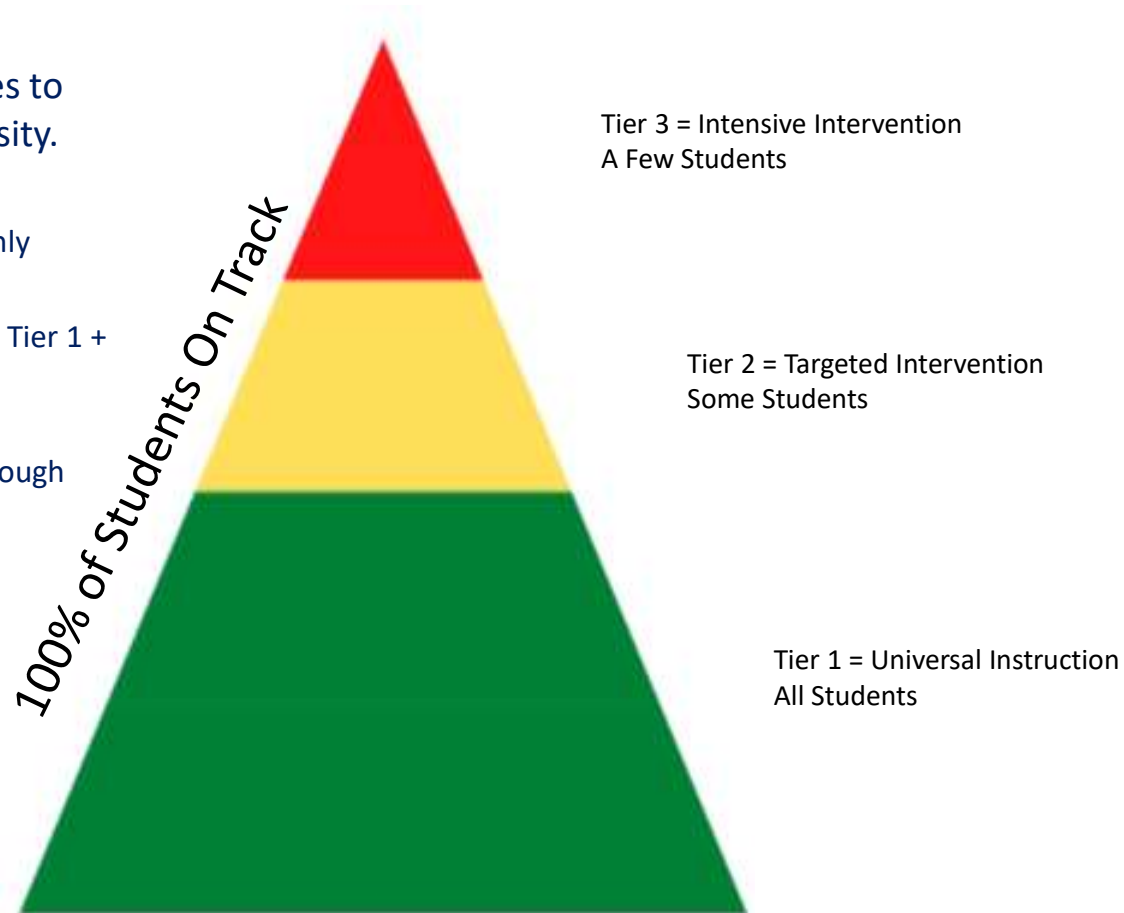 es to
sity.
nly
Tier 1 +
ough
100% of Students On Track
Tier 3 = Intensive Intervention
A Few Students
Tier 2 = Targeted Intervention
Some Students
Tier 1 = Universal Instruction
All Students